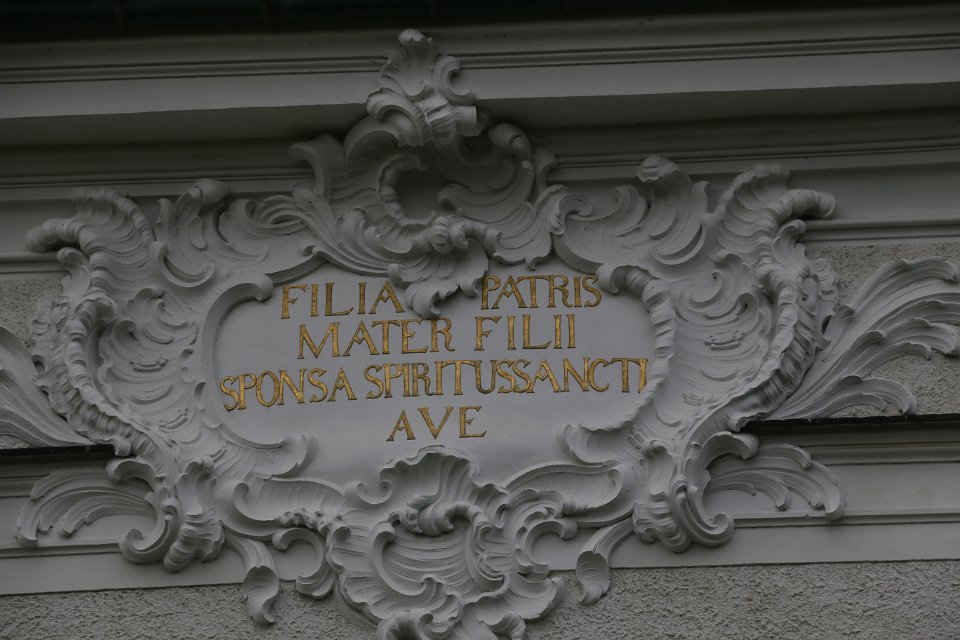 FILIA PATRIS
MATER FILII
SPONSA SPIRITUSSANCTI
AVE